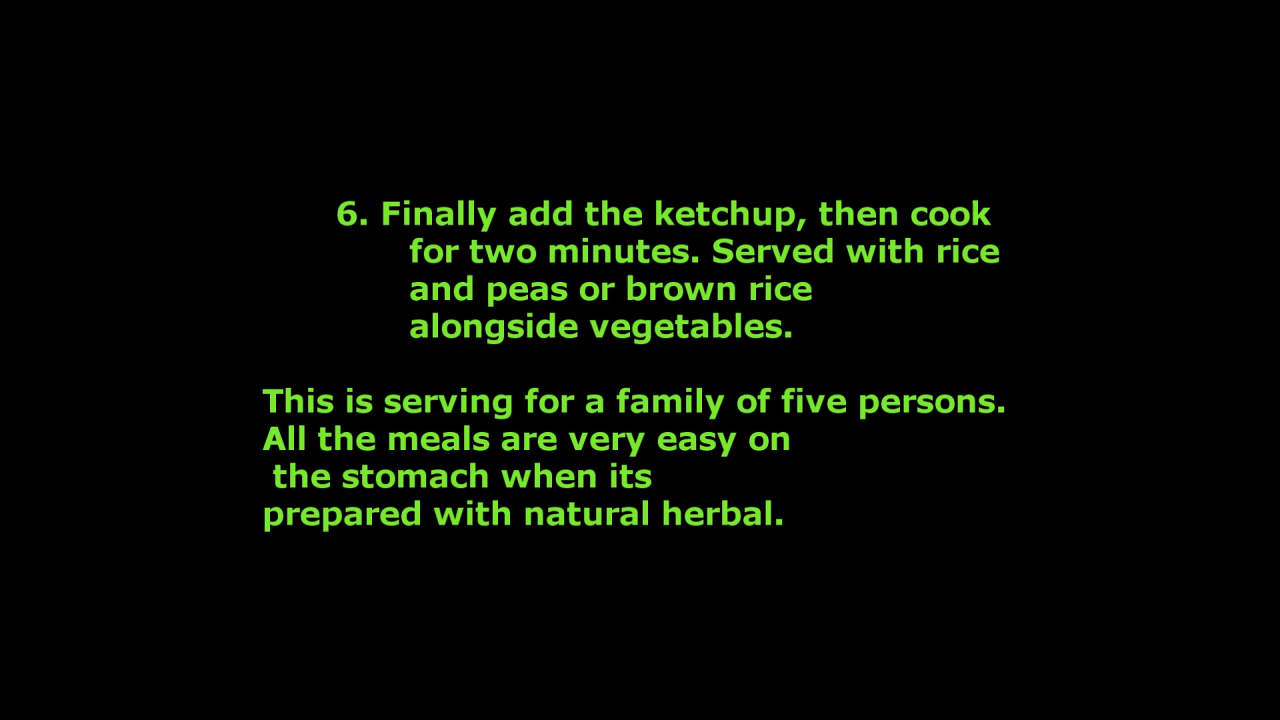 6. Finally add the ketchup, then cook
for two minutes. Served with rice
and peas or brown rice
alongside vegetables.
This is serving for a family of five persons.
All the meals are very easy on
the stomach when its
prepared with natural herbal.